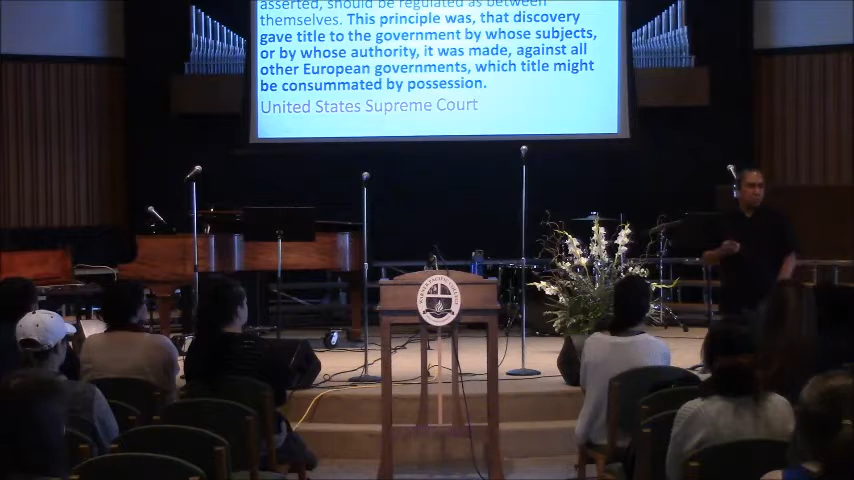 asserted, should be regulated as between
themselves. This principle was, that discovery
gave title to the government by whose subjects,
or by whose authority, it was made, against all
other European governments, which title might
be consummated by possession.
United States Supreme Court